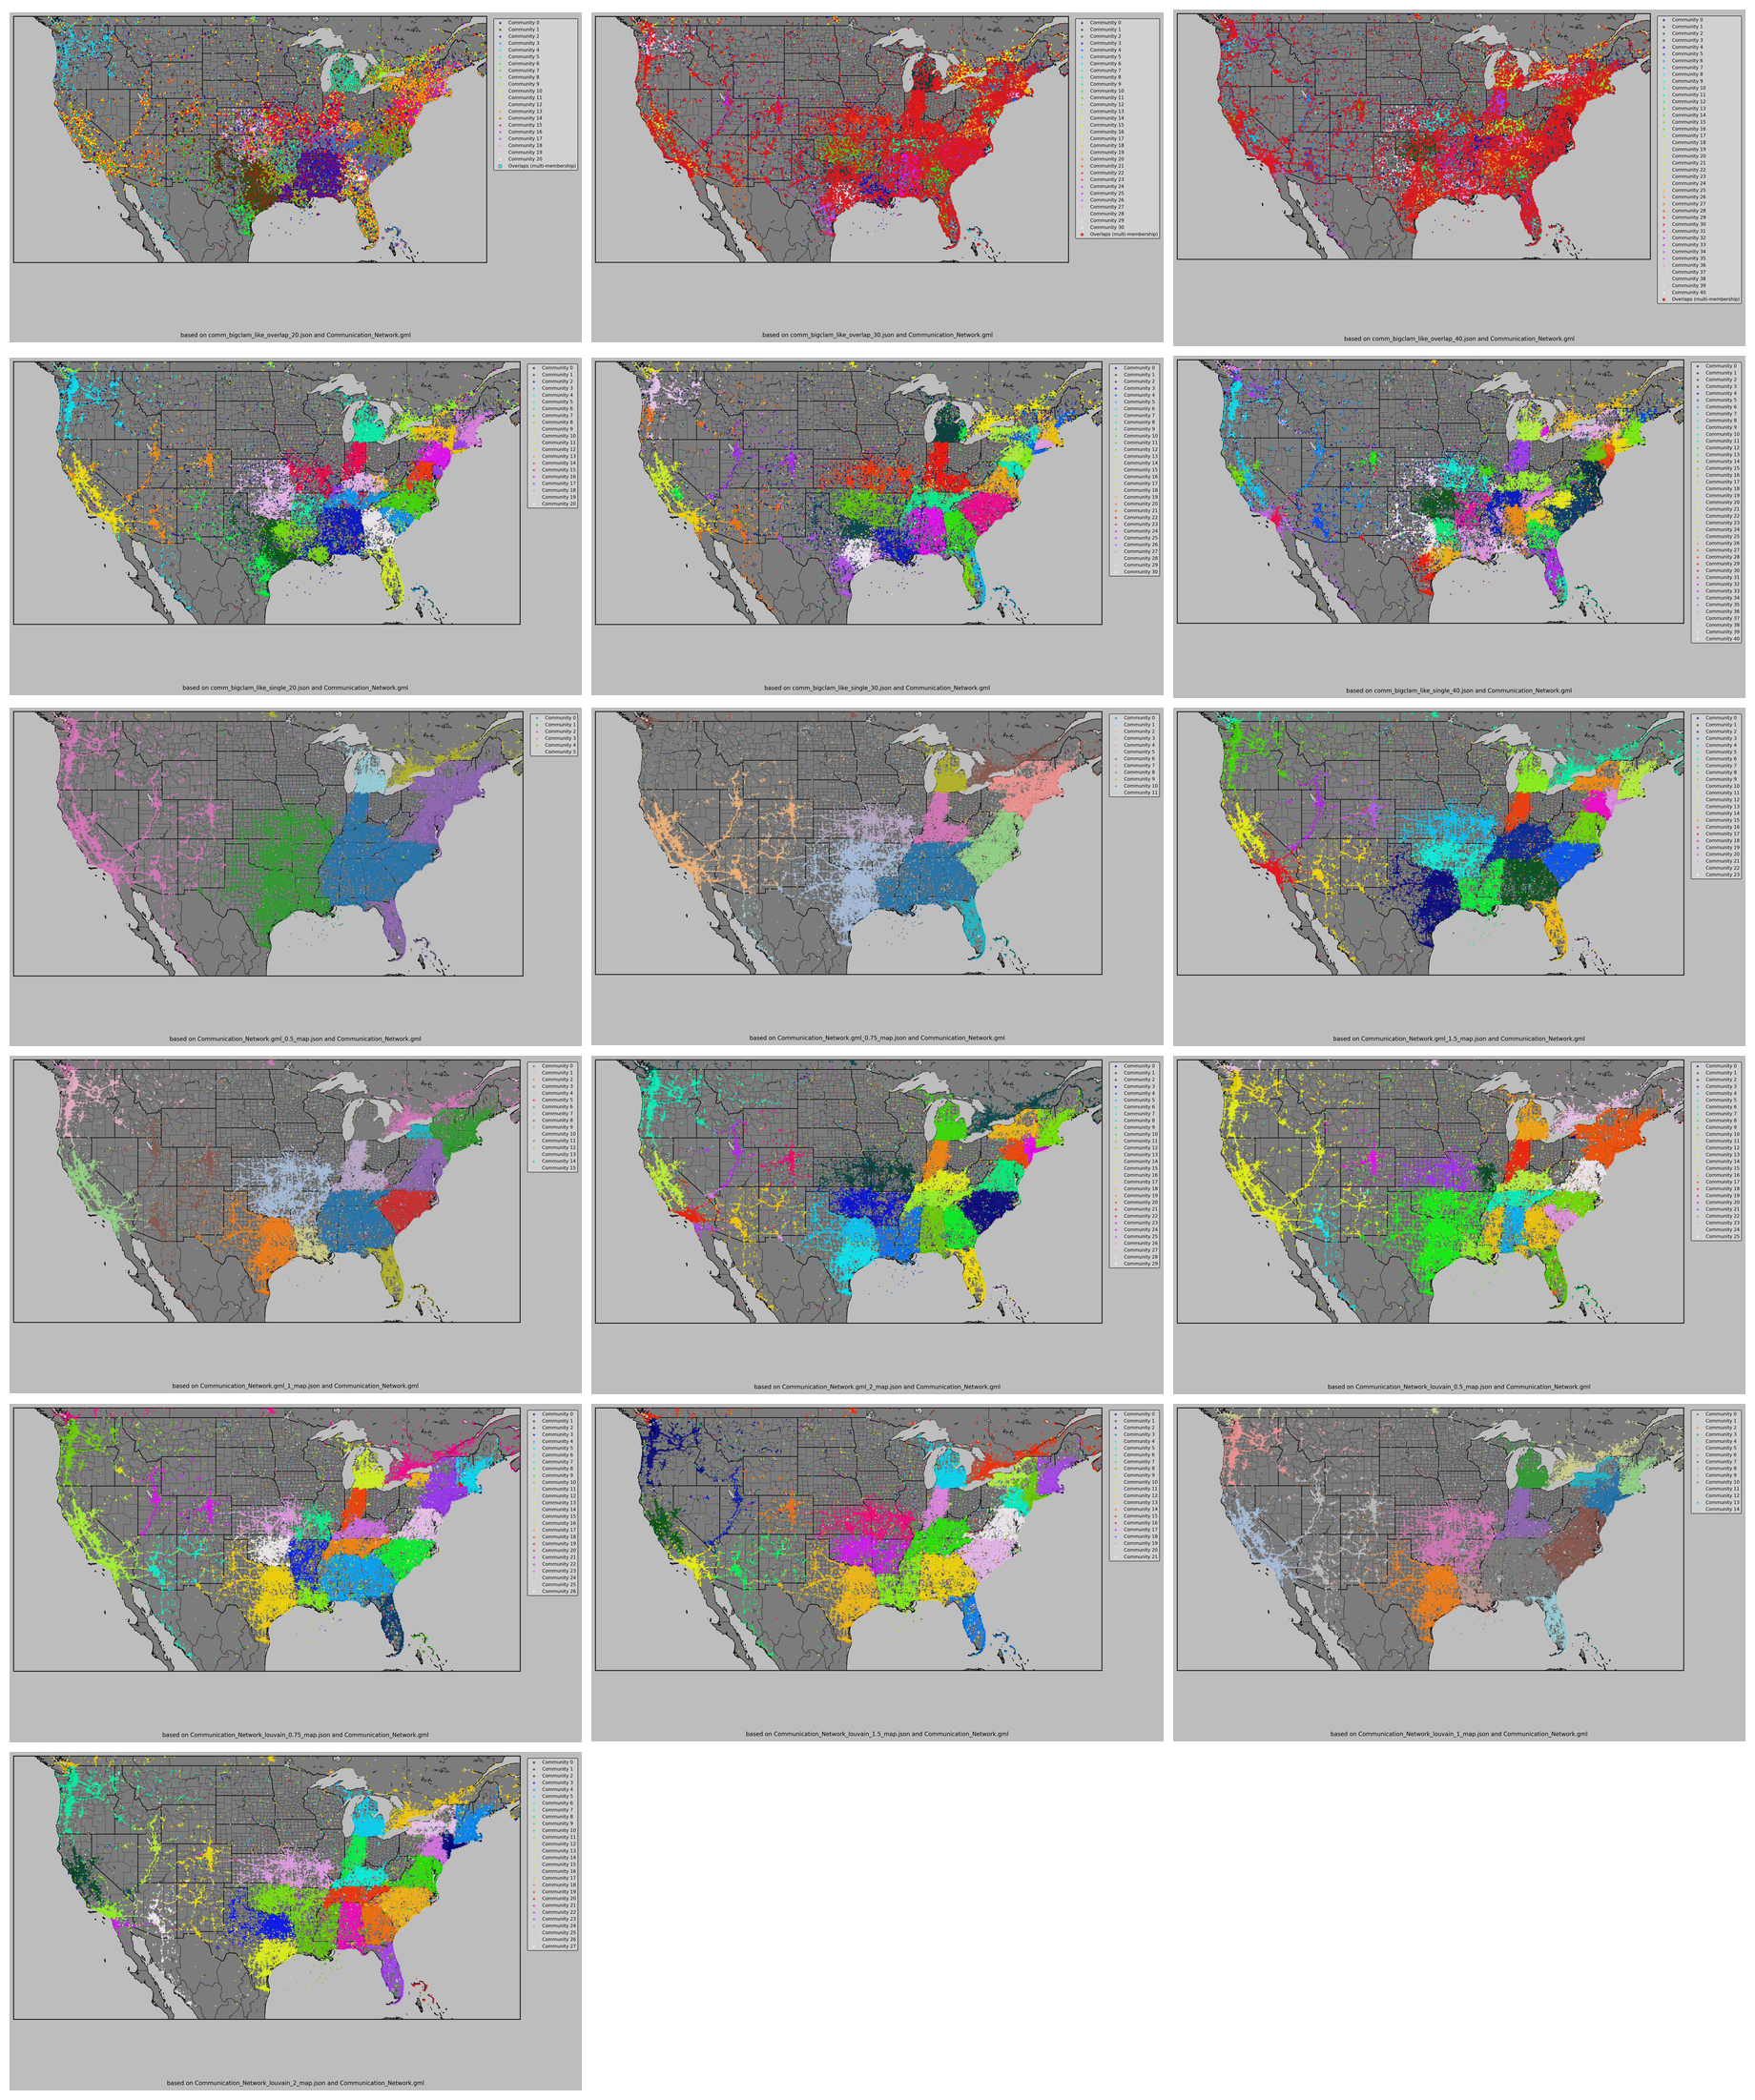 Community 0
Community 1
Community 2
Community 3
Community 4
Community 5
Community 6
Community 7
Community 8
Community 9
Community 10
Community 11
Community 12
Community 13
Community 14
Community 15
Community 16
Community 17
Community 18
Community 19
Community 20
Overlaps (multi-membership)
based on comm_bigclam_like_overlap_20.json and Communication_Network.gml
Community 0
Community 1
Community 2
Community 3
Community 4
Community 5
Community 6
Community 7
Community 8
Community 9
Community 10
Community 11
Community 12
Community 13
Community 14
Community 15
Community 16
Community 17
Community 18
Community 19
Community 20
Community 21
Community 22
Community 23
Community 24
Community 25
Community 26
Community 27
Community 28
Community 29
Community 30
Overlaps (multi-membership)
based on comm_bigclam_like_overlap_30.json and Communication_Network.gml
Community 0
Community 1
Community 2
Community 3
Community 4
Community 5
Community 6
Community 7
Community 8
Community 9
Community 10
Community 11
Community 12
Community 13
Community 14
Community 15
Community 16
Community 17
Community 18
Community 19
Community 20
Community 21
Community 22
Community 23
Community 24
Community 25
Community 26
Community 27
Community 28
Community 29
Community 30
Community 31
Community 32
Community 33
Community 34
Community 35
Community 36
Community 37
Community 38
Community 39
Community 40
Overlaps (multi-membership)
based on comm_bigclam_like_overlap_40.json and Communication_Network.gml
Community 0
Community 1
Community 2
Community 3
Community 4
Community 5
Community 6
Community 7
Community 8
Community 9
Community 10
Community 11
Community 12
Community 13
Community 14
Community 15
Community 16
Community 17
Community 18
Community 19
Community 20
based on comm_bigclam_like_single_20.json and Communication_Network.gml
Community 0
Community 1
Community 2
Community 3
Community 4
Community 5
Community 6
Community 7
Community 8
Community 9
Community 10
Community 11
Community 12
Community 13
Community 14
Community 15
Community 16
Community 17
Community 18
Community 19
Community 20
Community 21
Community 22
Community 23
Community 24
Community 25
Community 26
Community 27
Community 28
Community 29
Community 30
based on comm_bigclam_like_single_30.json and Communication_Network.gml
Community 0
Community 1
Community 2
Community 3
Community 4
Community 5
Community 6
Community 7
Community 8
Community 9
Community 10
Community 11
Community 12
Community 13
Community 14
Community 15
Community 16
Community 17
Community 18
Community 19
Community 20
Community 21
Community 22
Community 23
Community 24
Community 25
Community 26
Community 27
Community 28
Community 29
Community 30
Community 31
Community 32
Community 33
Community 34
Community 35
Community 36
Community 37
Community 38
Community 39
Community 40
based on comm_bigclam_like_single_40.json and Communication_Network.gml
Community 0
Community 1
Community 2
Community 3
Community 4
Community 5
based on Communication_Network.gml_0.5_map.json and Communication_Network.gml
Community 0
Community 1
Community 2
Community 3
Community 4
Community 5
Community 6
Community 7
Community 8
Community 9
Community 10
Community 11
based on Communication_Network.gml_0.75_map.json and Communication_Network.gml
Community 0
Community 1
Community 2
Community 3
Community 4
Community 5
Community 6
Community 7
Community 8
Community 9
Community 10
Community 11
Community 12
Community 13
Community 14
Community 15
Community 16
Community 17
Community 18
Community 19
Community 20
Community 21
Community 22
Community 23
based on Communication_Network.gml_1.5_map.json and Communication_Network.gml
Community 0
Community 1
Community 2
Community 3
Community 4
Community 5
Community 6
Community 7
Community 8
Community 9
Community 10
Community 11
Community 12
Community 13
Community 14
Community 15
based on Communication_Network.gml_1_map.json and Communication_Network.gml
Community 0
Community 1
Community 2
Community 3
Community 4
Community 5
Community 6
Community 7
Community 8
Community 9
Community 10
Community 11
Community 12
Community 13
Community 14
Community 15
Community 16
Community 17
Community 18
Community 19
Community 20
Community 21
Community 22
Community 23
Community 24
Community 25
Community 26
Community 27
Community 28
Community 29
based on Communication_Network.gml_2_map.json and Communication_Network.gml
Community 0
Community 1
Community 2
Community 3
Community 4
Community 5
Community 6
Community 7
Community 8
Community 9
Community 10
Community 11
Community 12
Community 13
Community 14
Community 15
Community 16
Community 17
Community 18
Community 19
Community 20
Community 21
Community 22
Community 23
Community 24
Community 25
based on Communication_Network_louvain_0.5_map.json and Communication_Network.gml
Community 0
Community 1
Community 2
Community 3
Community 4
Community 5
Community 6
Community 7
Community 8
Community 9
Community 10
Community 11
Community 12
Community 13
Community 14
Community 15
Community 16
Community 17
Community 18
Community 19
Community 20
Community 21
Community 22
Community 23
Community 24
Community 25
Community 26
based on Communication_Network_louvain_0.75_map.json and Communication_Network.gml
Community 0
Community 1
Community 2
Community 3
Community 4
Community 5
Community 6
Community 7
Community 8
Community 9
Community 10
Community 11
Community 12
Community 13
Community 14
Community 15
Community 16
Community 17
Community 18
Community 19
Community 20
Community 21
based on Communication_Network_louvain_1.5_map.json and Communication_Network.gml
Community 0
Community 1
Community 2
Community 3
Community 4
Community 5
Community 6
Community 7
Community 8
Community 9
Community 10
Community 11
Community 12
Community 13
Community 14
based on Communication_Network_louvain_1_map.json and Communication_Network.gml
Community 0
Community 1
Community 2
Community 3
Community 4
Community 5
Community 6
Community 7
Community 8
Community 9
Community 10
Community 11
Community 12
Community 13
Community 14
Community 15
Community 16
Community 17
Community 18
Community 19
Community 20
Community 21
Community 22
Community 23
Community 24
Community 25
Community 26
Community 27
based on Communication_Network_louvain_2_map.json and Communication_Network.gml